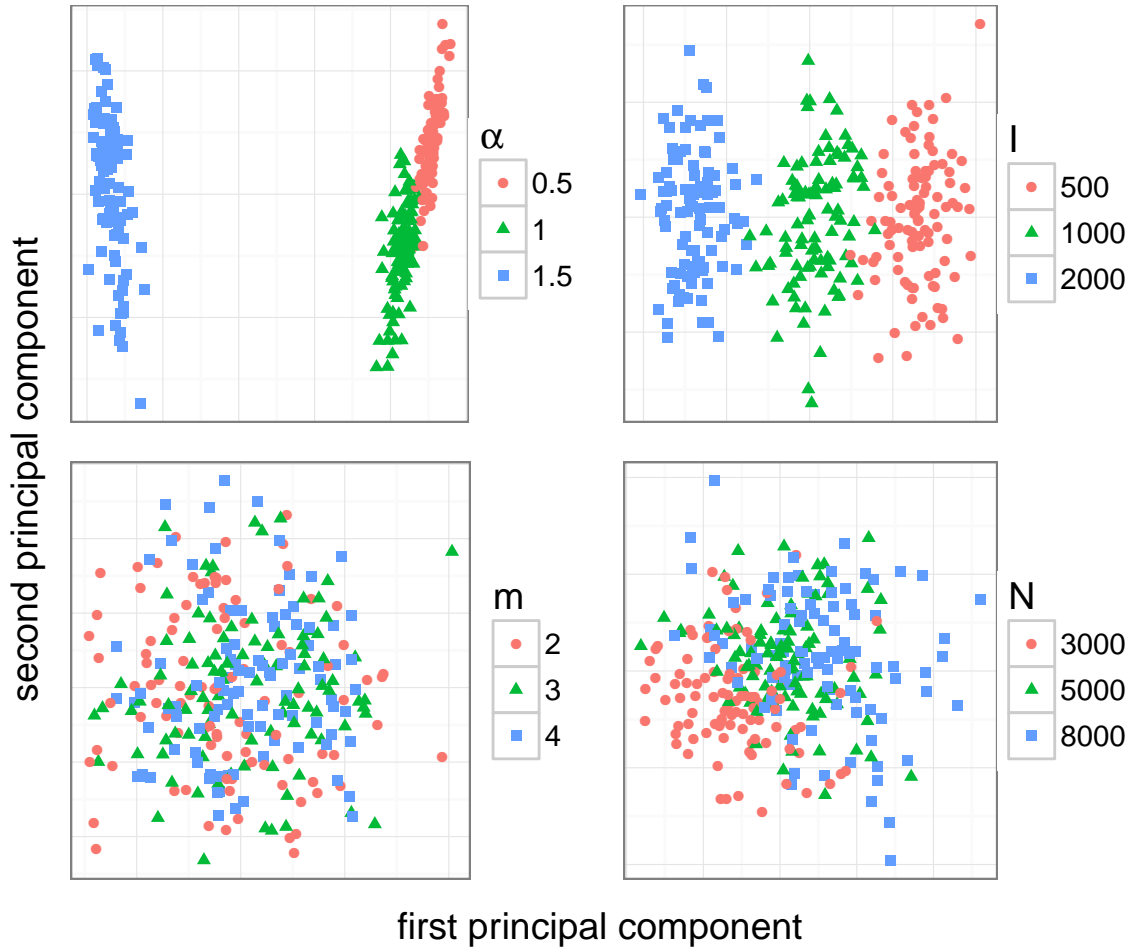 second principal component
α
0.5
1
1.5
I
500
1000
2000
m
2
3
4
N
3000
5000
8000
first principal component